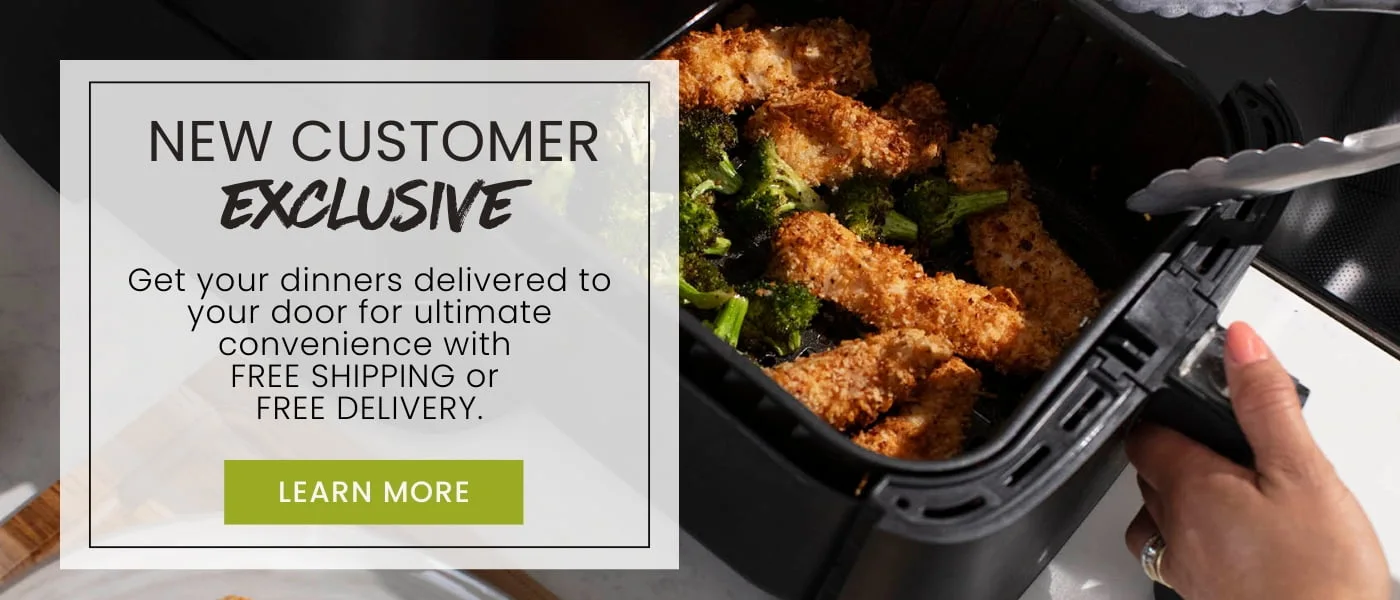 NEW CUSTOMER
EXCLUSIVE
Get your dinners delivered to
your door for ultimate
convenience with
FREE SHIPPING or
FREE DELIVERY.
LEARN MORE